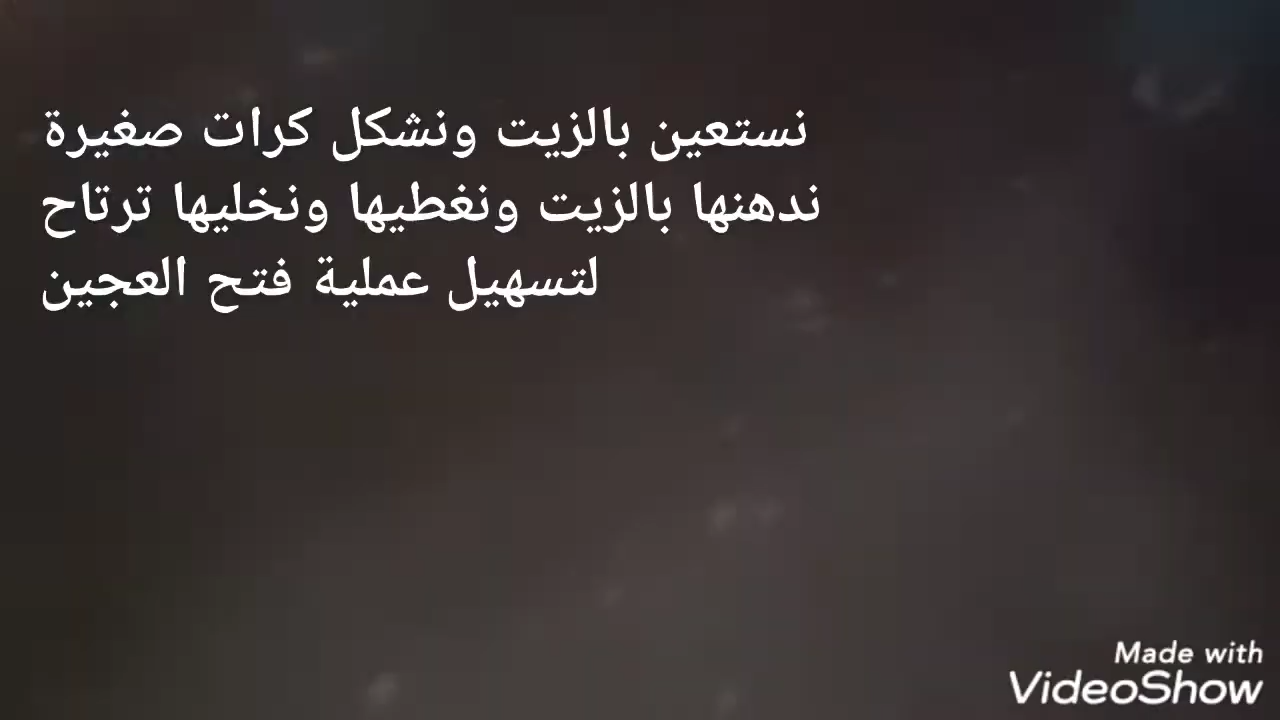 نستعين بالزيت ونشكل كرات صغيرة
ندهنها بالزيت ونغطيها ونخليها ترتاح
لتسهيل عملية فتح العجين
Made with
VideoShow